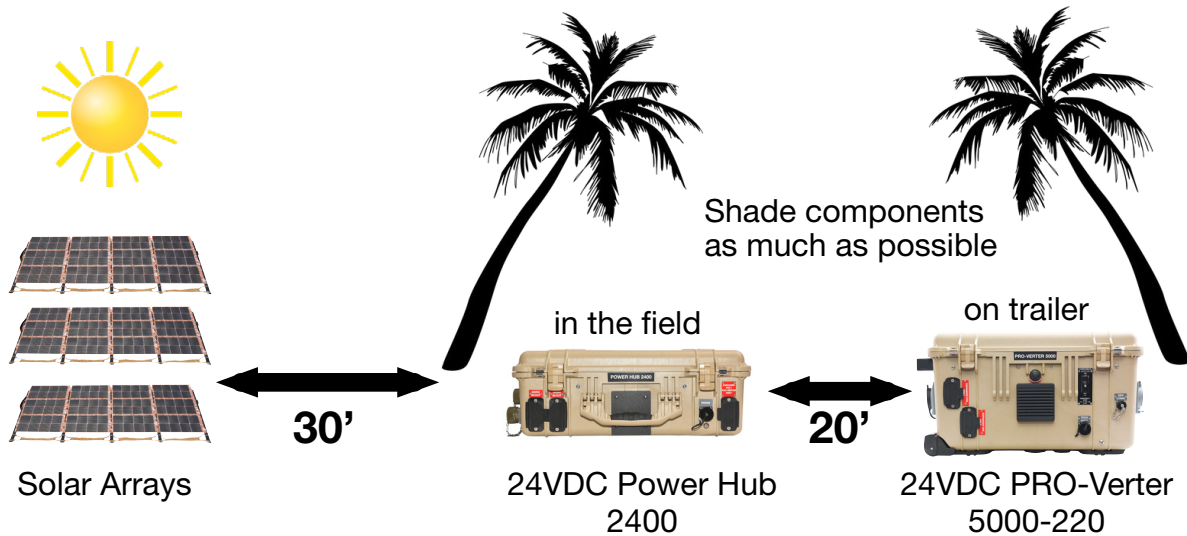 Shade components
as much as possible
in the field
on trailer
POWER HUB 2400
PRO-VERTER 5000
30’
20’
Solar Arrays
24VDC Power Hub
2400
24VDC PRO-Verter
5000-220